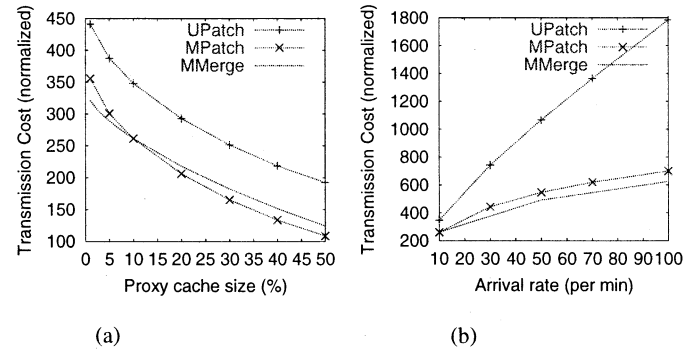 450
400
350
300
250
200
150
100
Transmission Cost (normalized)
UPatch
MPatch
MMerge
0 5 10 15 20 25 30 35 40 45 50
Proxy cache size (%)
(a)
1800
1600
1400
1200
1000
800
600
400
200
Transmission Cost (normalized)
UPatch
MPatch
MMerge
10 20 30 40 50 60 70 80 90 100
Arrival rate (per min)
(b)